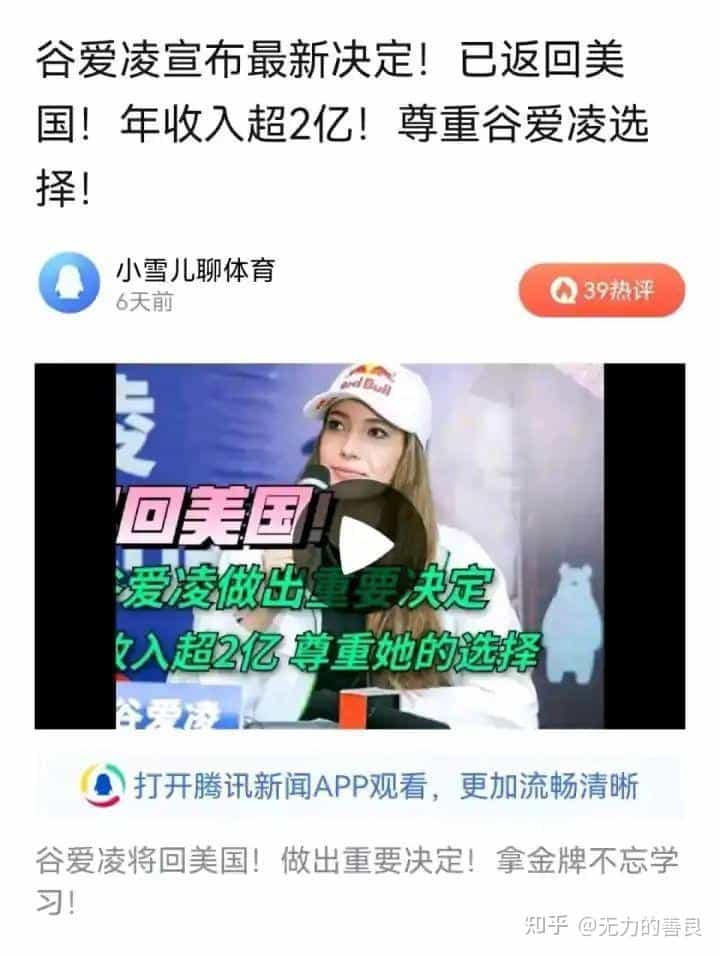 谷爱凌宣布最新决定！已返回美
国！年收入超2亿！尊重谷爱凌选
择！
小雪儿聊体育
6天前
39热评
Red Bull
回美国！
谷爱凌做出重要决定
收入超2亿 尊重她的选择
谷爱凌
打开腾讯新闻APP观看，更加流畅清晰
谷爱凌将回美国！做出重要决定！拿金牌不忘学
习！
知乎 @无力的善良